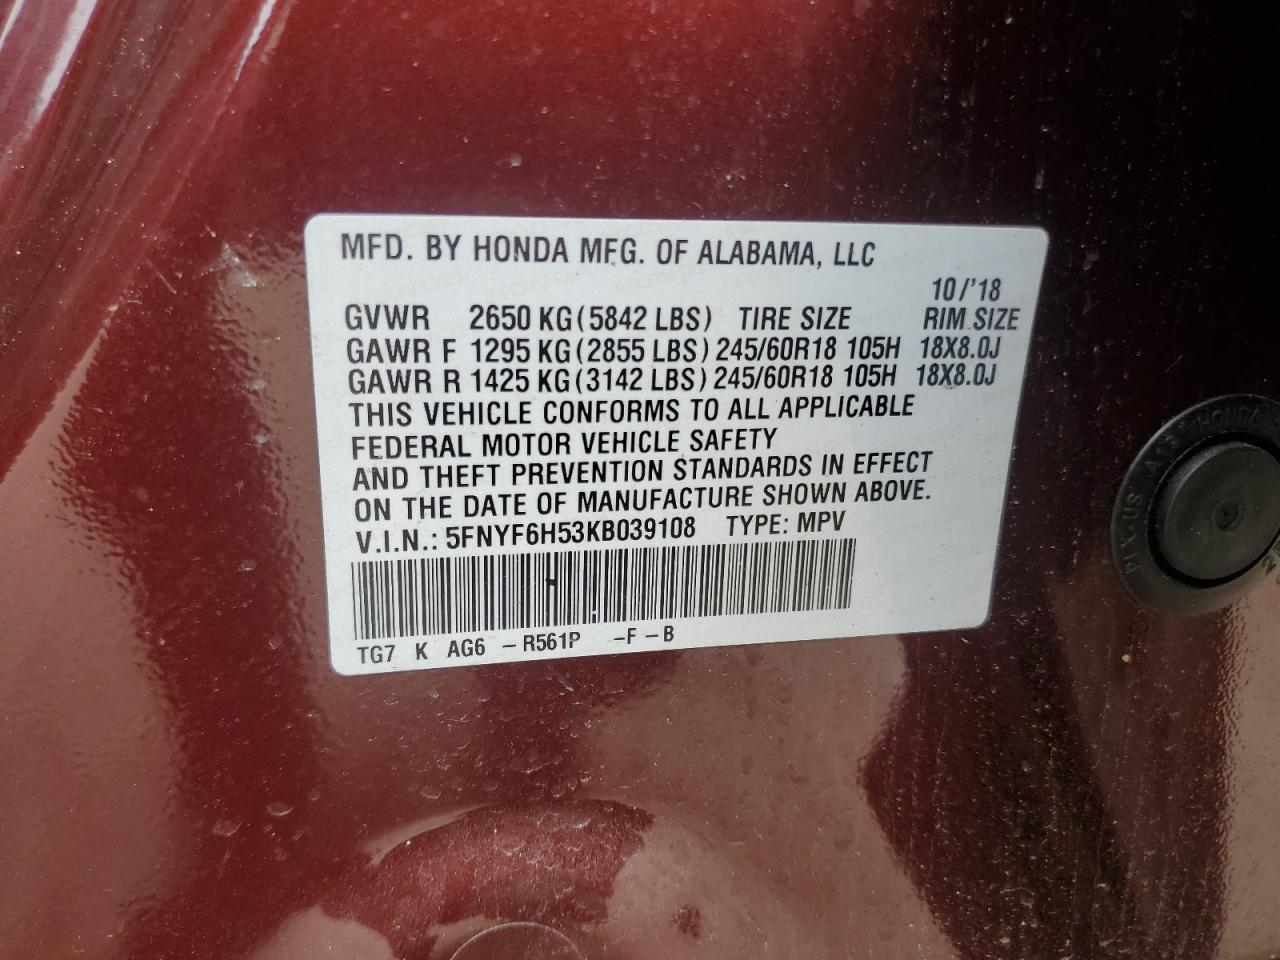 MFD. BY HONDA MFG. OF ALABAMA, LLC
10/'18
GVWR 2650 KG (5842 LBS) TIRE SIZE RIM SIZE
GAWR F 1295 KG (2855 LBS) 245/60R18 105H 18X8.0J
GAWR R 1425 KG (3142 LBS) 245/60R18 105H 18X8.0J
THIS VEHICLE CONFORMS TO ALL APPLICABLE
FEDERAL MOTOR VEHICLE SAFETY
AND THEFT PREVENTION STANDARDS IN EFFECT
ON THE DATE OF MANUFACTURE SHOWN ABOVE.
V.I.N.: 5FNYF6H53KB039108 TYPE: MPV
TG7 K AG6 – R561P –F – B
HONDA